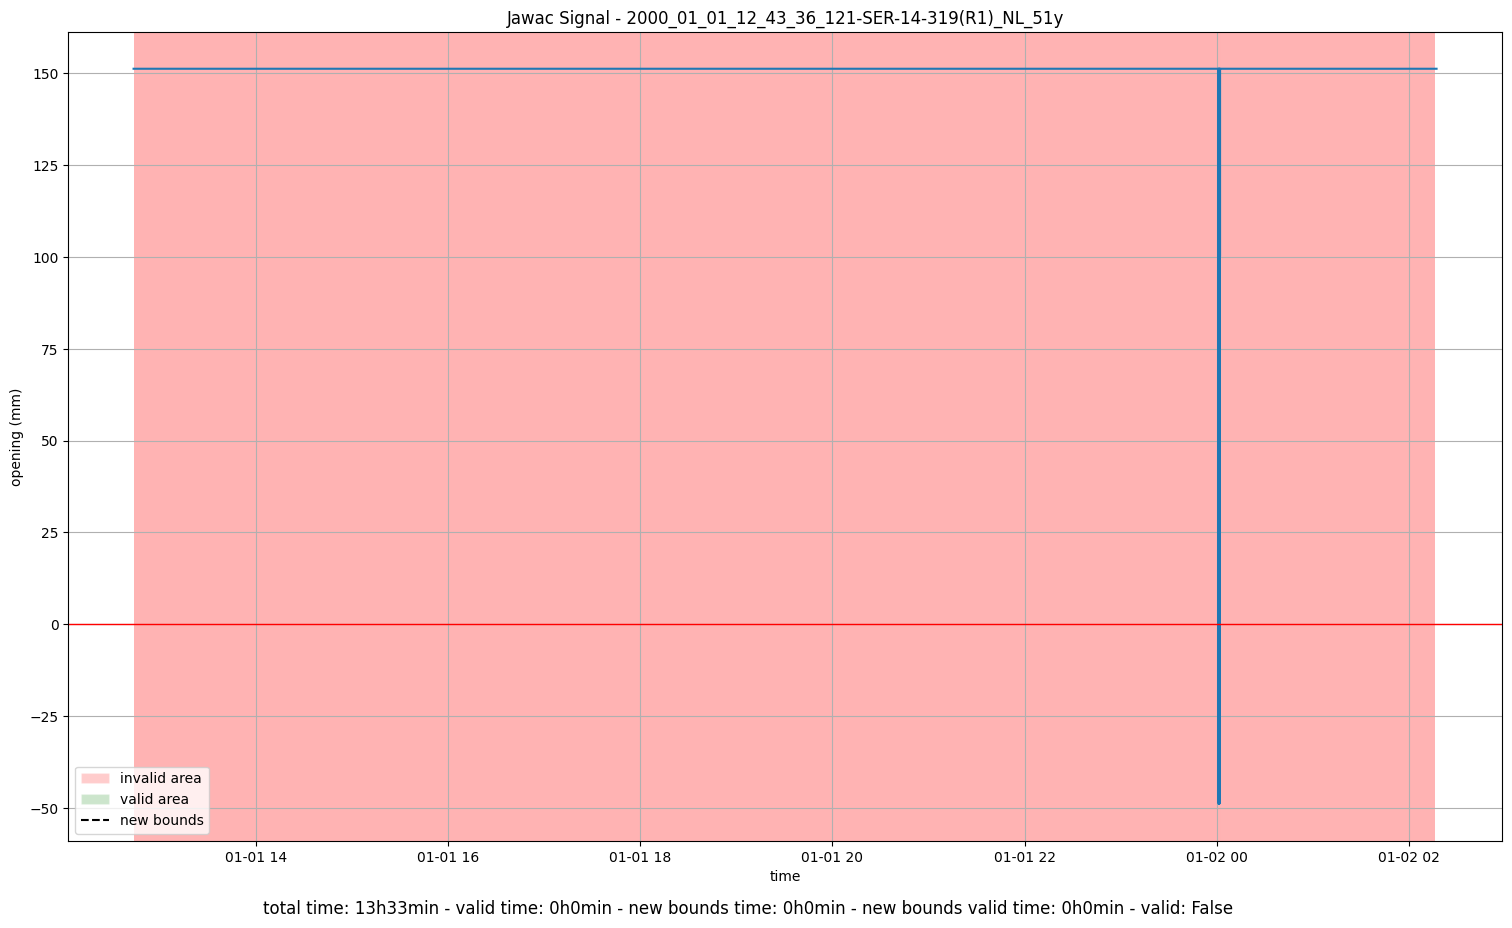 Jawac Signal - 2000_01_01_12_43_36_121-SER-14-319(R1)_NL_51y
opening (mm)
150
125
100
75
50
25
0
−25
−50
invalid area
valid area
new bounds
01-01 14
01-01 16
01-01 18
01-01 20
01-01 22
01-02 00
01-02 02
time
total time: 13h33min - valid time: 0h0min - new bounds time: 0h0min - new bounds valid time: 0h0min - valid: False